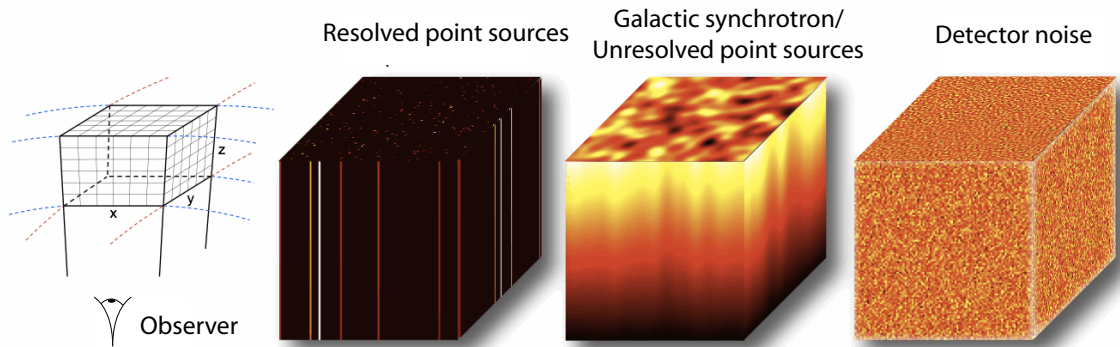 Resolved point sources
Galactic synchrotron/
Unresolved point sources
Detector noise
z
y
x
Observer